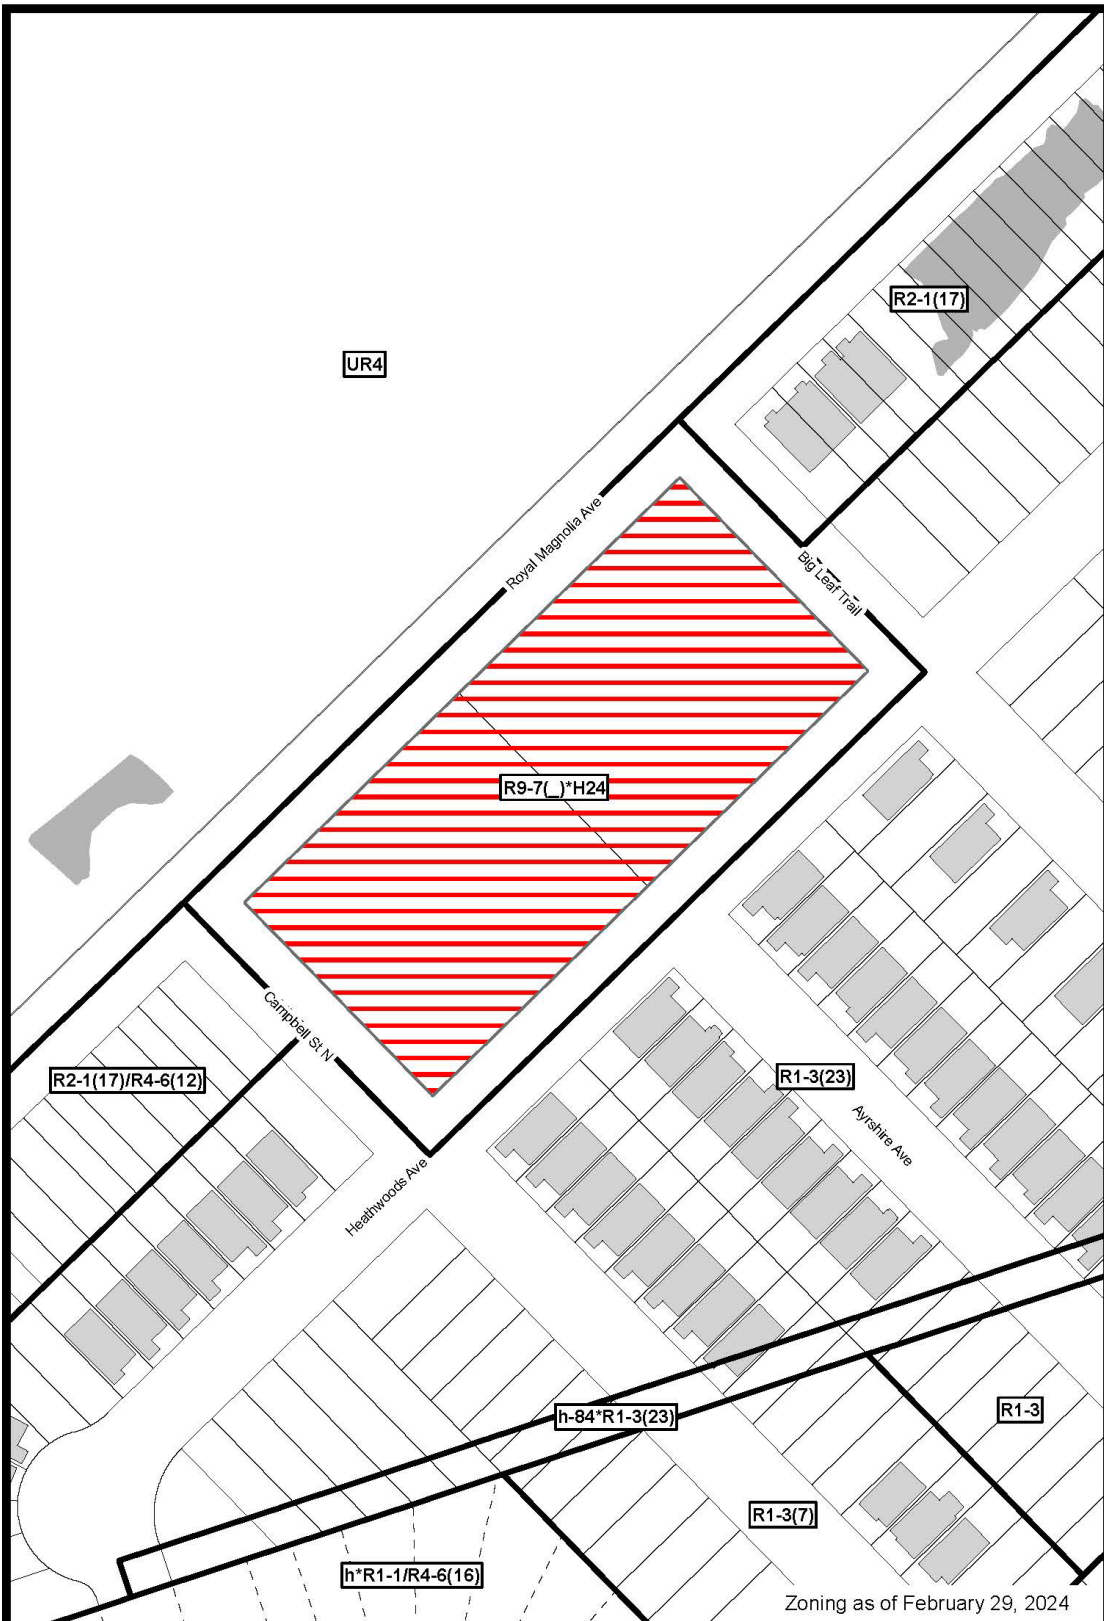 R2-1(17)
UR4
Royal Magnolia Ave
Big Leaf Trail
R9-7(_)*H24
Campbell St N
R2-1(17)/R4-6(12)
R1-3(23)
Ayrshire Ave
Heathwoods Ave
h-84*R1-3(23)
R1-3
R1-3(7)
h*R1-1/R4-6(16)
Zoning as of February 29, 2024